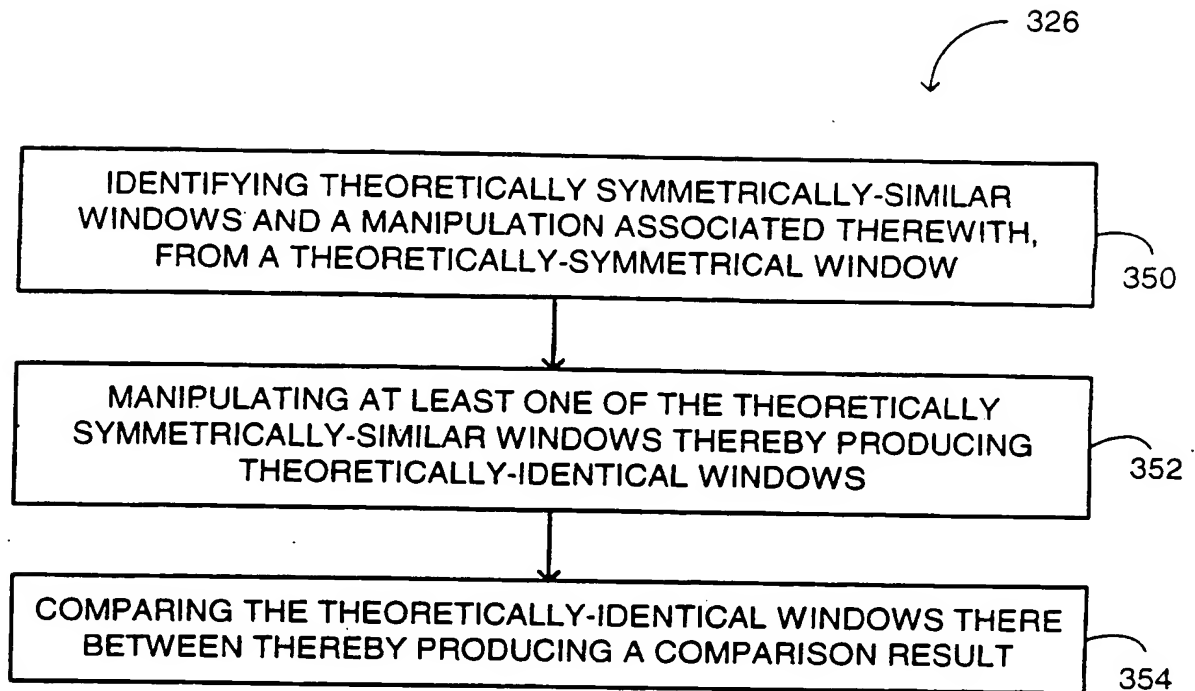 326
IDENTIFYING THEORETICALLY SYMMETRICALLY-SIMILAR
WINDOWS AND A MANIPULATION ASSOCIATED THEREWITH,
FROM A THEORETICALLY-SYMMETRICAL WINDOW
350
MANIPULATING AT LEAST ONE OF THE THEORETICALLY
SYMMETRICALLY-SIMILAR WINDOWS THEREBY PRODUCING
THEORETICALLY-IDENTICAL WINDOWS
352
COMPARING THE THEORETICALLY-IDENTICAL WINDOWS THERE
BETWEEN THEREBY PRODUCING A COMPARISON RESULT
354